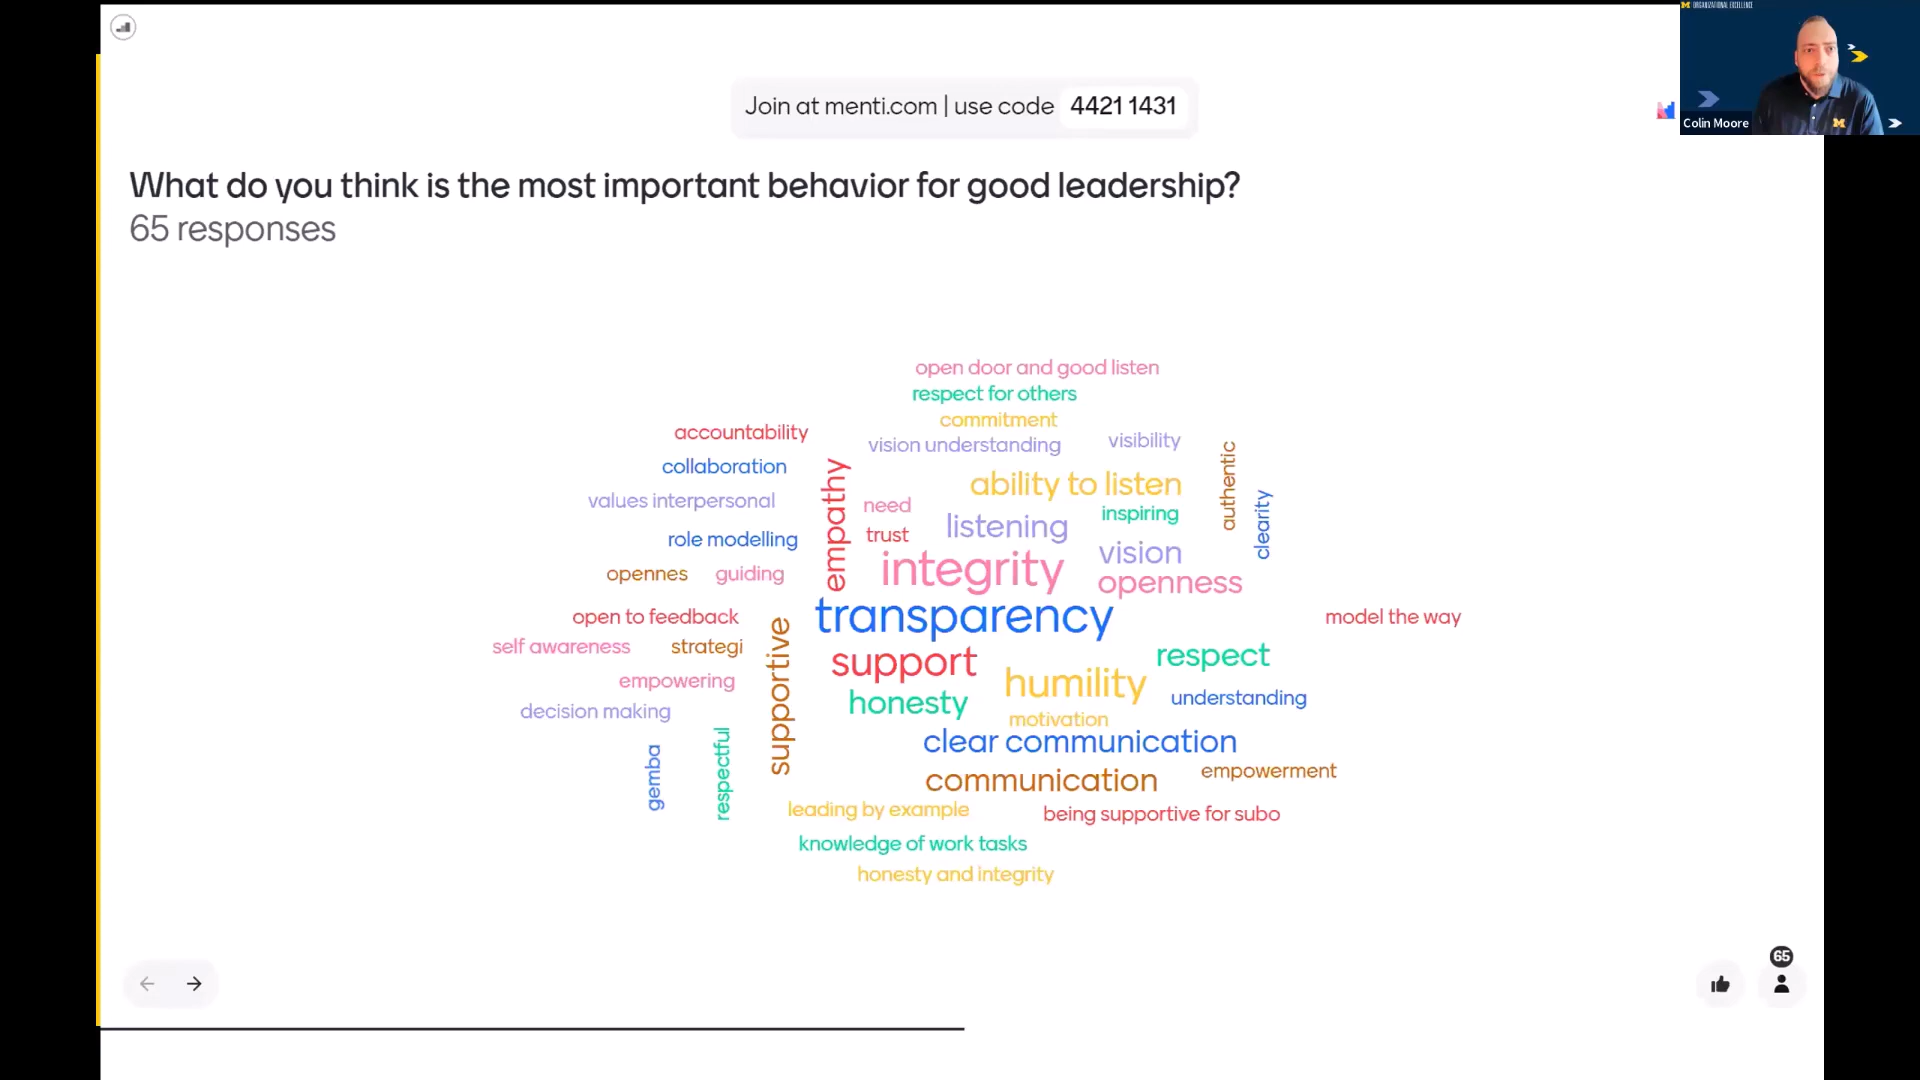 M ORGANIZATIONAL EXCELLENCE
Colin Moore
Join at menti.com | use code 4421 1431
What do you think is the most important behavior for good leadership?
65 responses
open door and good listen
respect for others
commitment
accountability
vision understanding
visibility
collaboration
authentic
empathy
ability to listen
values interpersonal
need
inspiring
clearity
listening
trust
role modelling
vision
integrity
opennes
guiding
openness
transparency
open to feedback
model the way
self awareness
strategi
supportive
support
respect
empowering
humility
understanding
honesty
decision making
motivation
clear communication
gemba
respectful
communication
empowerment
leading by example
being supportive for subo
knowledge of work tasks
honesty and integrity
65